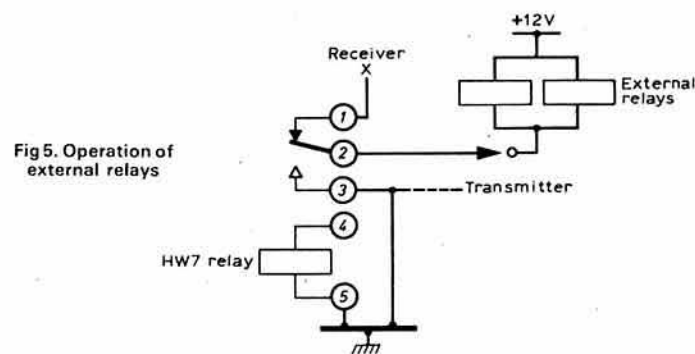 +12V
Receiver
X
External
relays
1
Fig 5. Operation of
external relays
2
3
Transmitter
4
HW7 relay
5